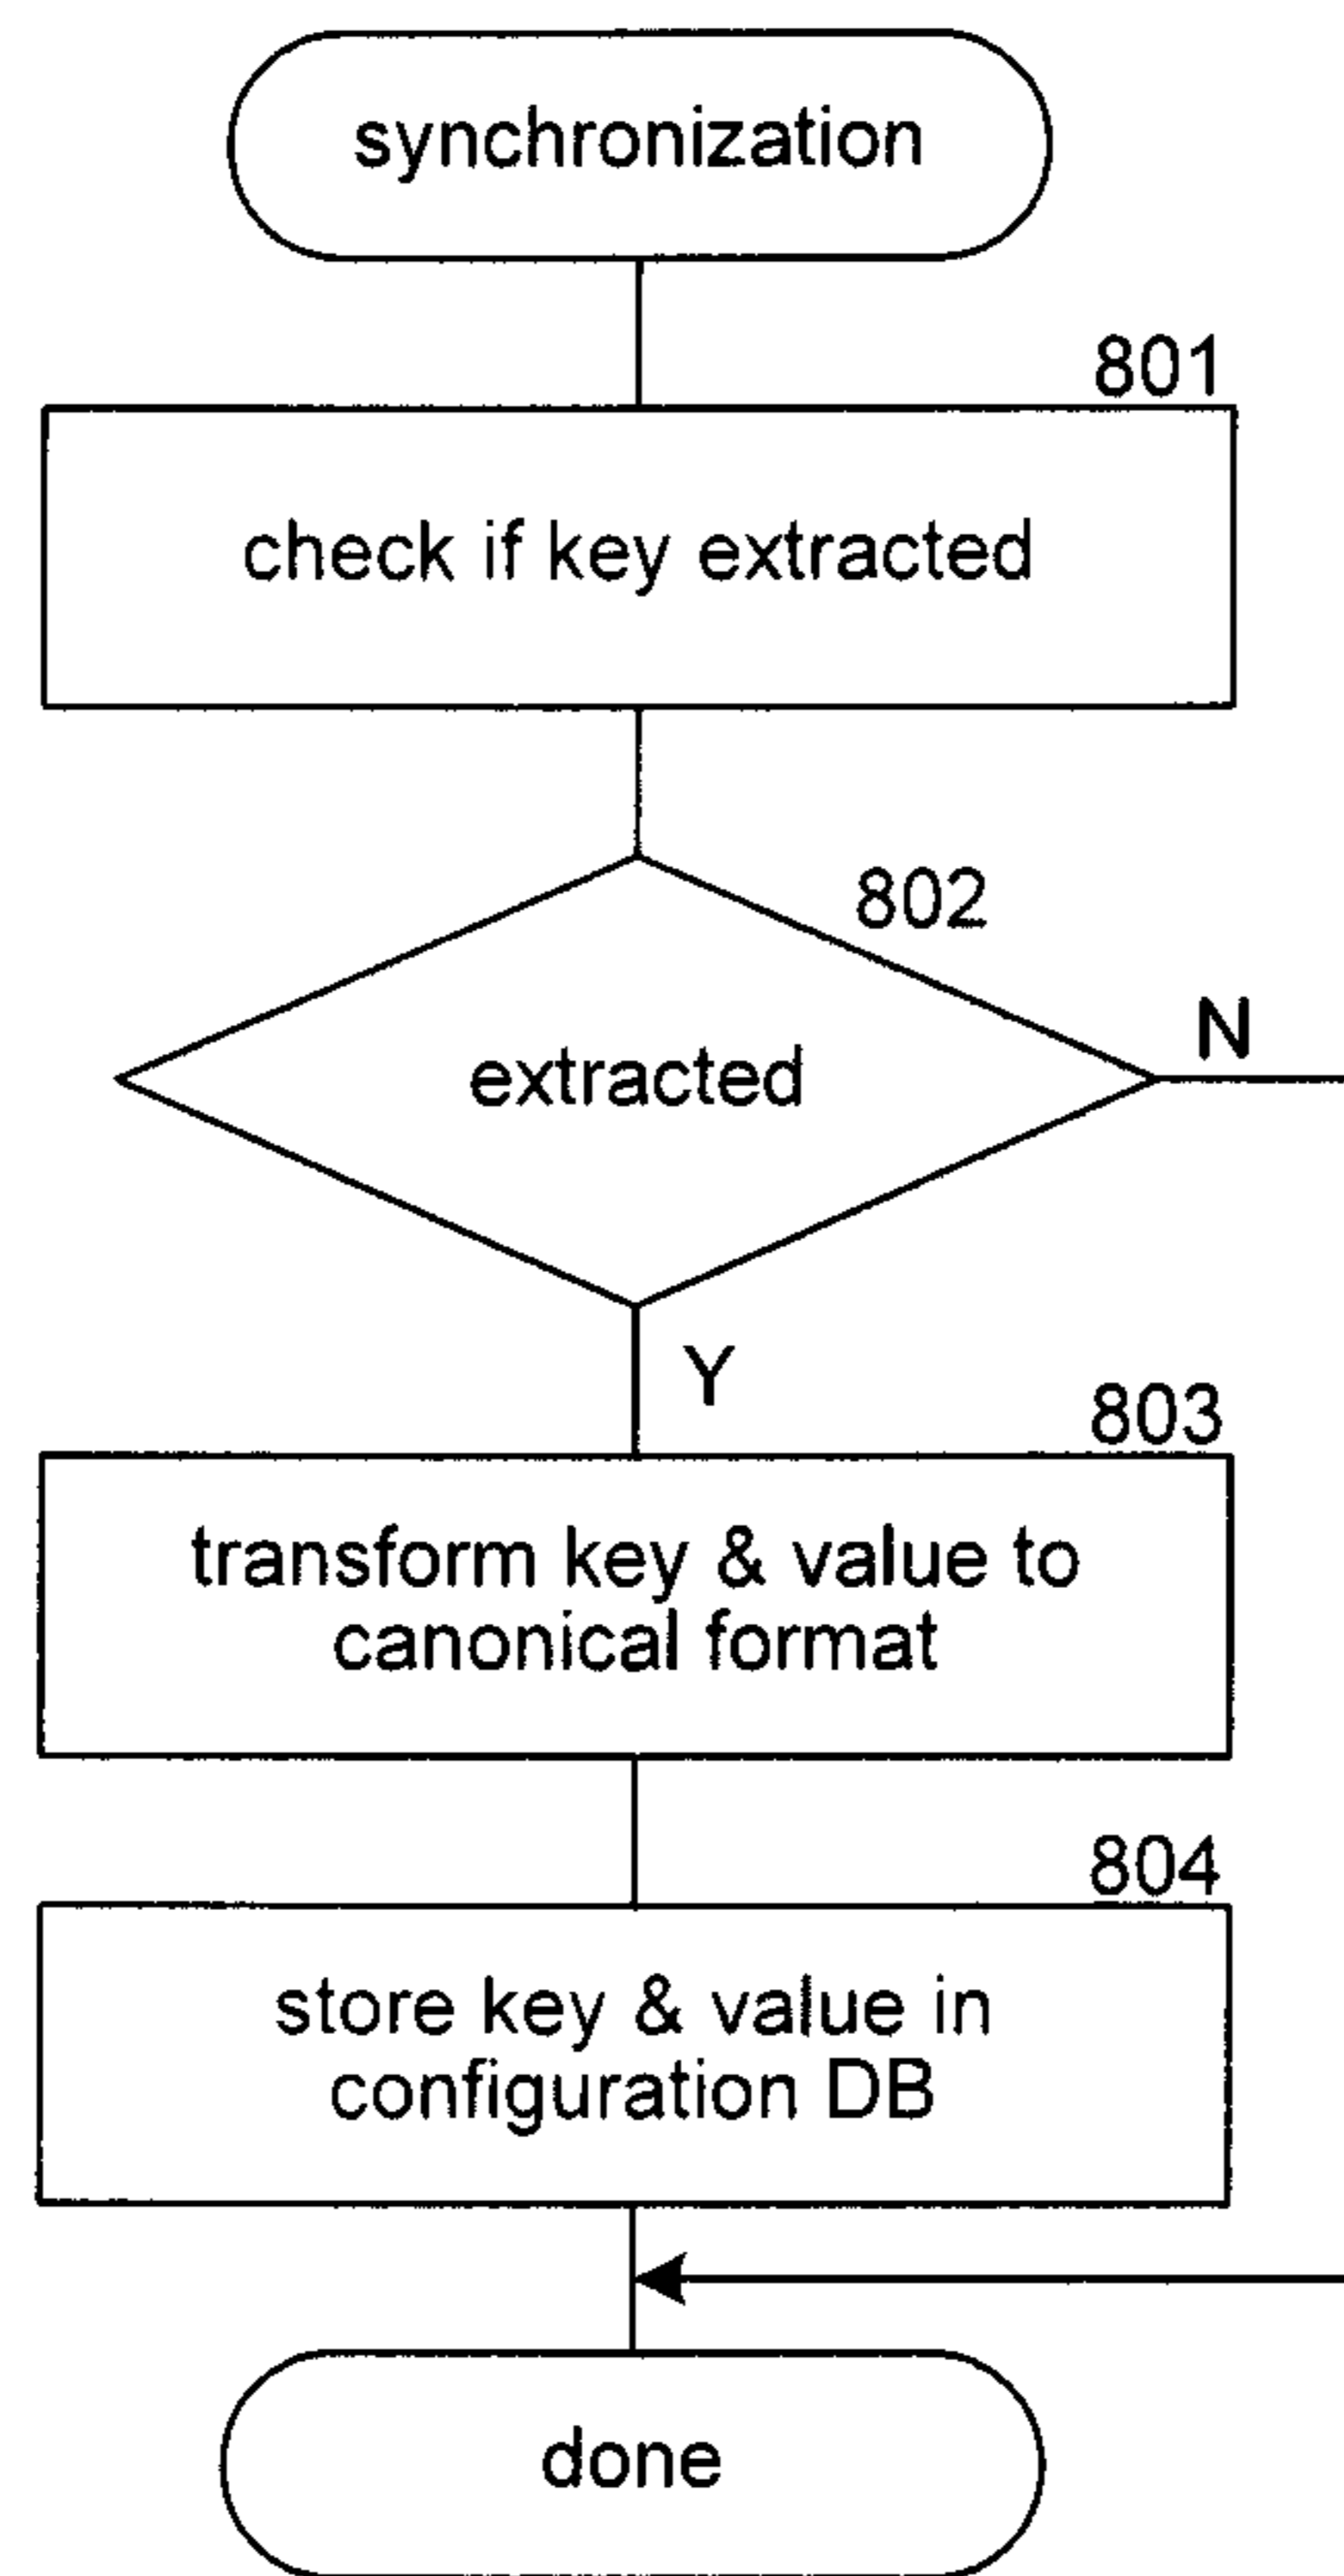 synchronization
801
check if key extracted
802
N
extracted
Y
803
transform key & value to
canonical format
804
store key & value in
configuration DB
done